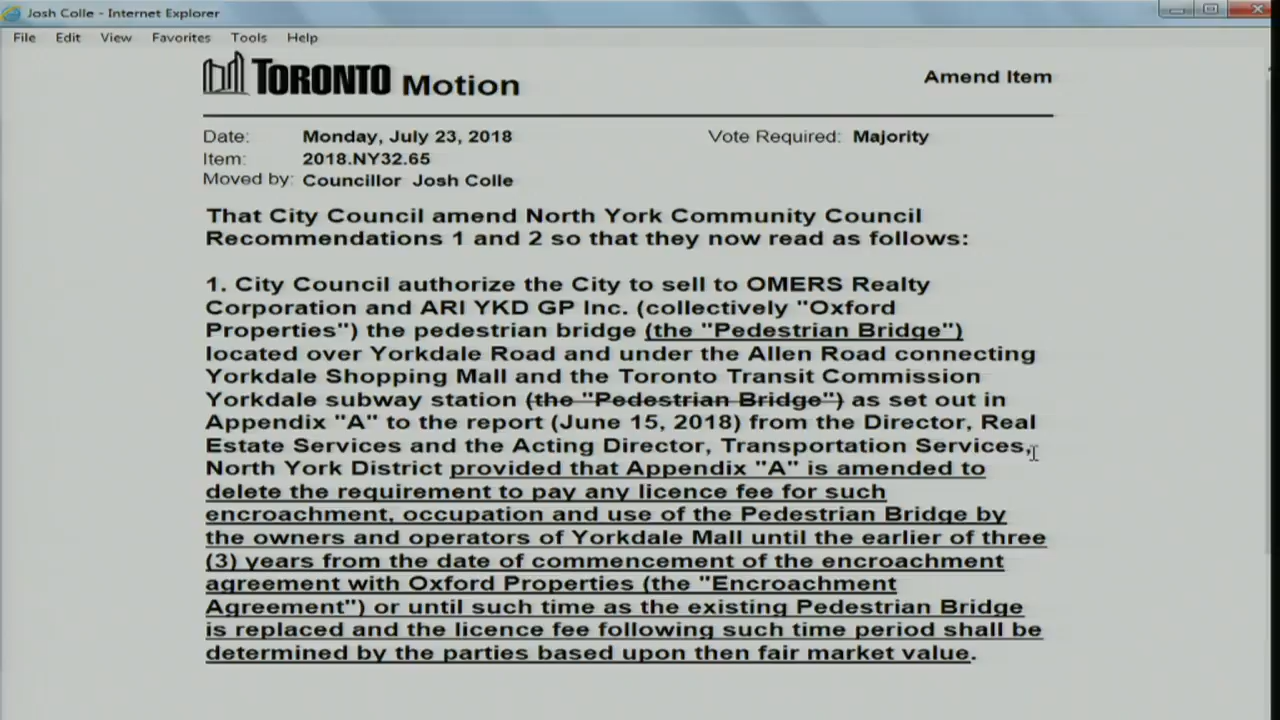 Josh Colle - Internet Explorer
File Edit View Favorites Tools Help
TORONTO Motion
Amend Item
Date: Monday, July 23, 2018
Vote Required: Majority
Item: 2018.NY32.65
Moved by: Councillor Josh Colle
That City Council amend North York Community Council
Recommendations 1 and 2 so that they now read as follows:
1. City Council authorize the City to sell to OMERS Realty
Corporation and ARI YKD GP Inc. (collectively "Oxford
Properties") the pedestrian bridge (the "Pedestrian Bridge")
located over Yorkdale Road and under the Allen Road connecting
Yorkdale Shopping Mall and the Toronto Transit Commission
Yorkdale subway station (the "Pedestrian Bridge") as set out in
Appendix "A" to the report (June 15, 2018) from the Director, Real
Estate Services and the Acting Director, Transportation Services,
North York District provided that Appendix "A" is amended to
delete the requirement to pay any licence fee for such
encroachment, occupation and use of the Pedestrian Bridge by
the owners and operators of Yorkdale Mall until the earlier of three
(3) years from the date of commencement of the encroachment
agreement with Oxford Properties (the "Encroachment
Agreement") or until such time as the existing Pedestrian Bridge
is replaced and the licence fee following such time period shall be
determined by the parties based upon then fair market value.